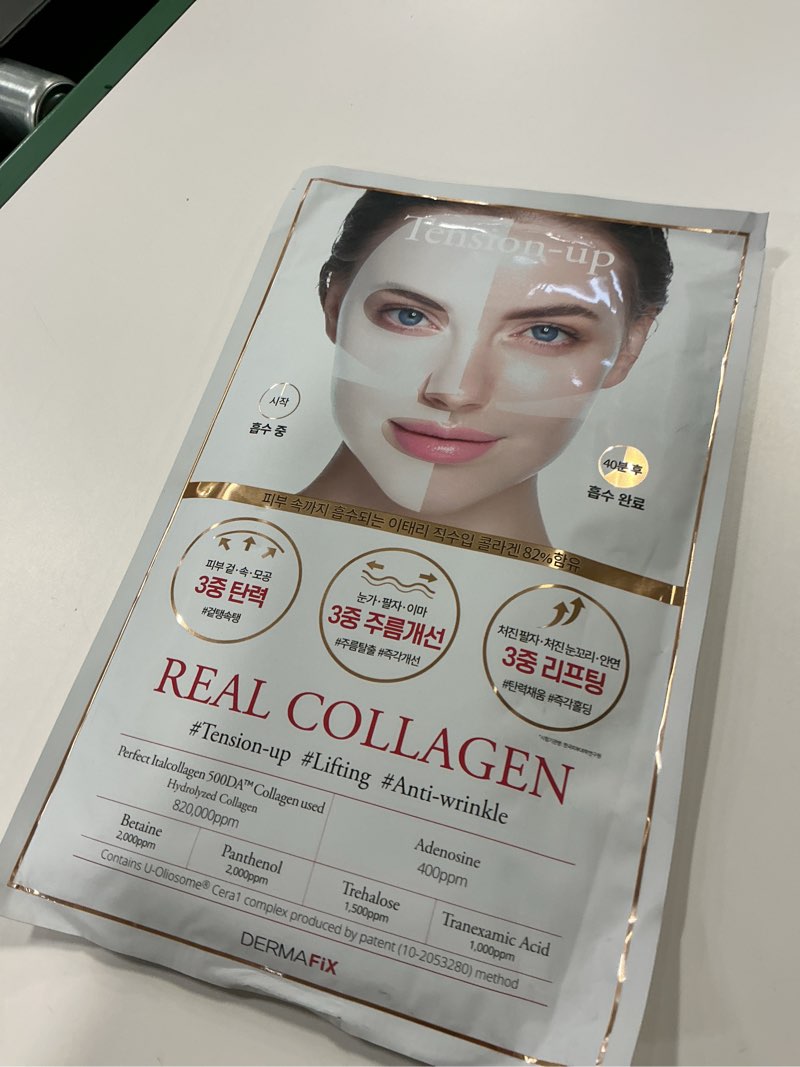 Tension-up
시작
흡수 중
40분 후
흡수 완료
피부 속까지 흡수되는 이태리 직수입 콜라겐 82%함유
피부 겉·속·모공
3중 탄력
#겉탱속탱
눈가·팔자·이마
3중 주름개선
#주름탈출 #즉각개선
처진 팔자·처진 눈꼬리·안면
3중 리프팅
#탄력채움 #즉각홀딩
REAL COLLAGEN
#Tension-up #Lifting #Anti-wrinkle
Perfect Italcollagen 500DA™ Collagen used
Hydrolyzed Collagen
820,000ppm
Adenosine
400ppm
Betaine
2,000ppm
Panthenol
2,000ppm
Trehalose
1,500ppm
Tranexamic Acid
1,000ppm
Contains U-Oliosome® Cera1 complex produced by patent (10-2053280) method
DERMAFiX